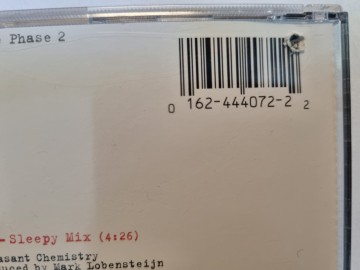 Phase 2
0 162-444072-2 2
-Sleepy Mix (4:26)
asant Chemistry
uced by Mark Lobensteijn